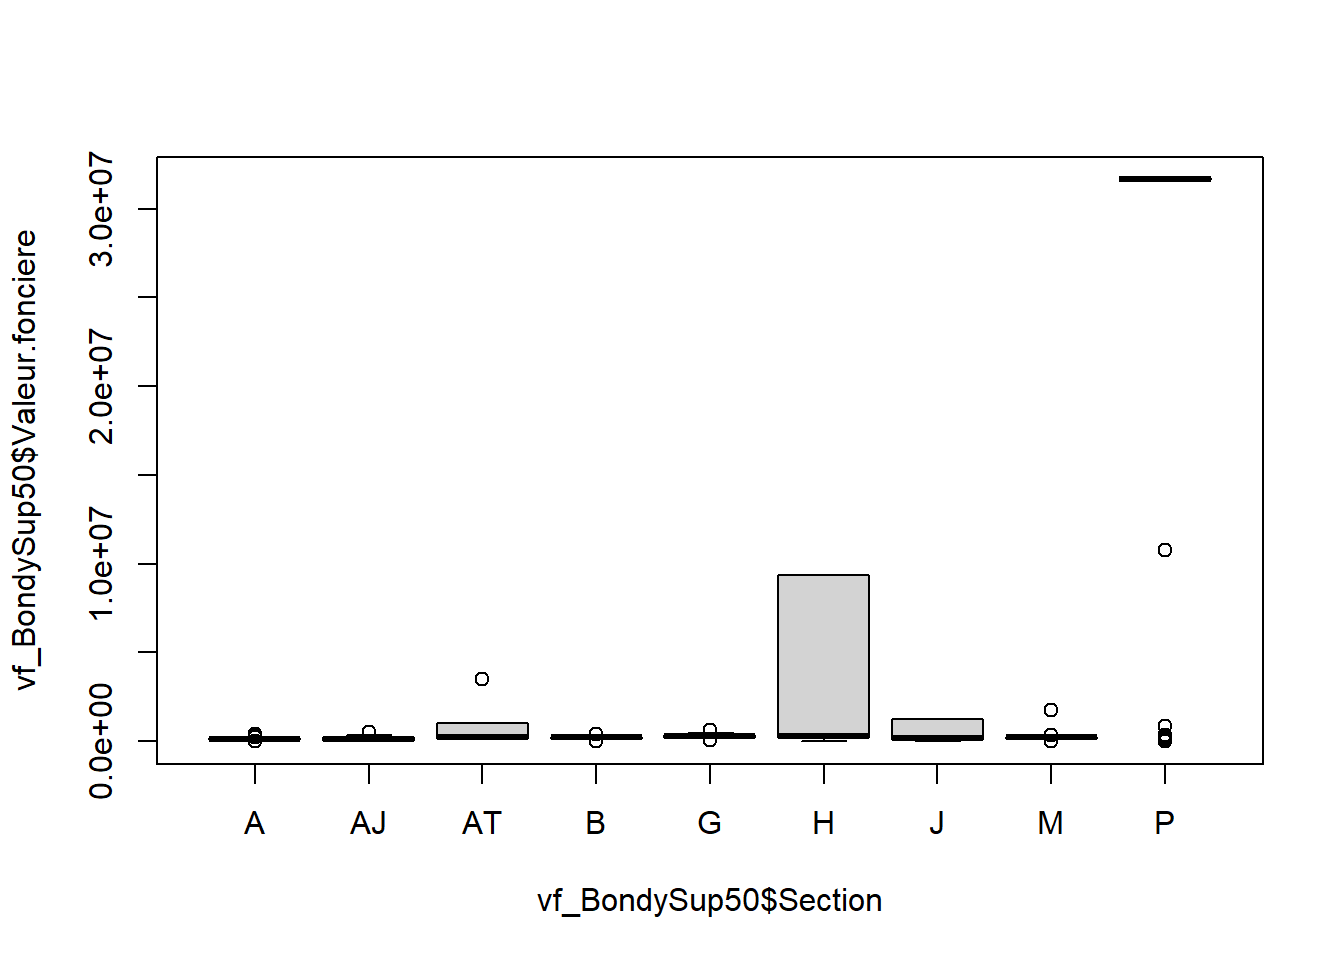 vf_BondySup50$Valeur.fonciere
3.0e+07
2.0e+07
1.0e+07
0.0e+00
A AJ AT B G H J M P
vf_BondySup50$Section